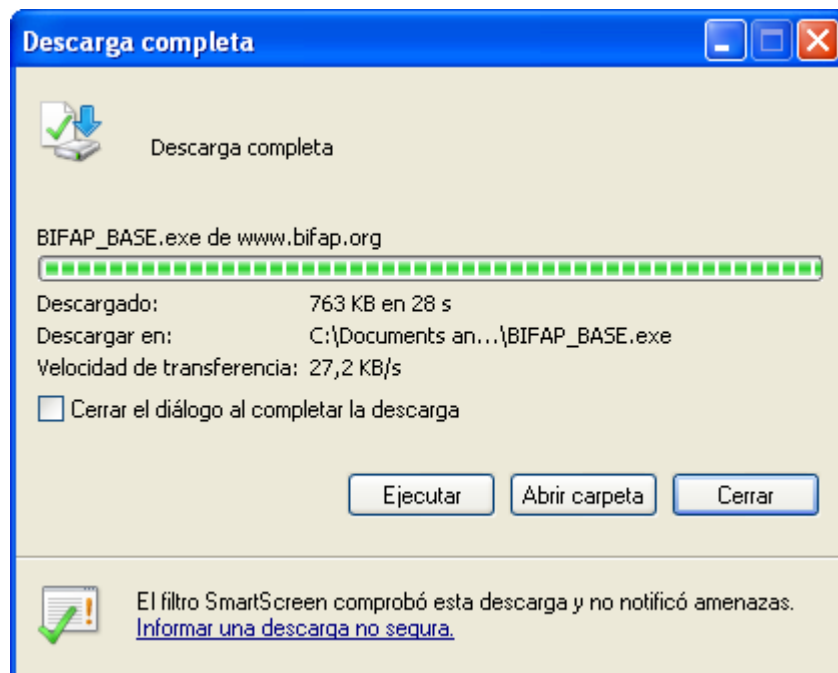 Descarga completa
Descarga completa
BIFAP_BASE.exe de www.bifap.org
Descargado: 763 KB en 28 s
Descargar en: C:\Documents an...\BIFAP_BASE.exe
Velocidad de transferencia: 27,2 KB/s
Cerrar el diálogo al completar la descarga
Ejecutar Abrir carpeta Cerrar
El filtro SmartScreen comprobó esta descarga y no notificó amenazas.
Informar una descarga no segura.